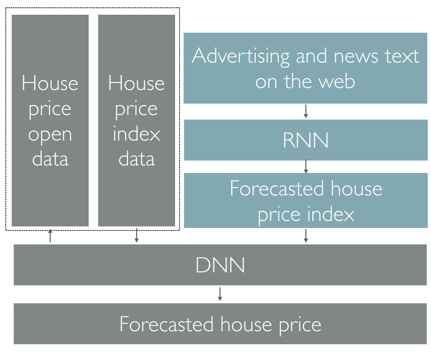 House
price
open
data
House
price
index
data
Advertising and news text
on the web
RNN
Forecasted house
price index
DNN
Forecasted house price